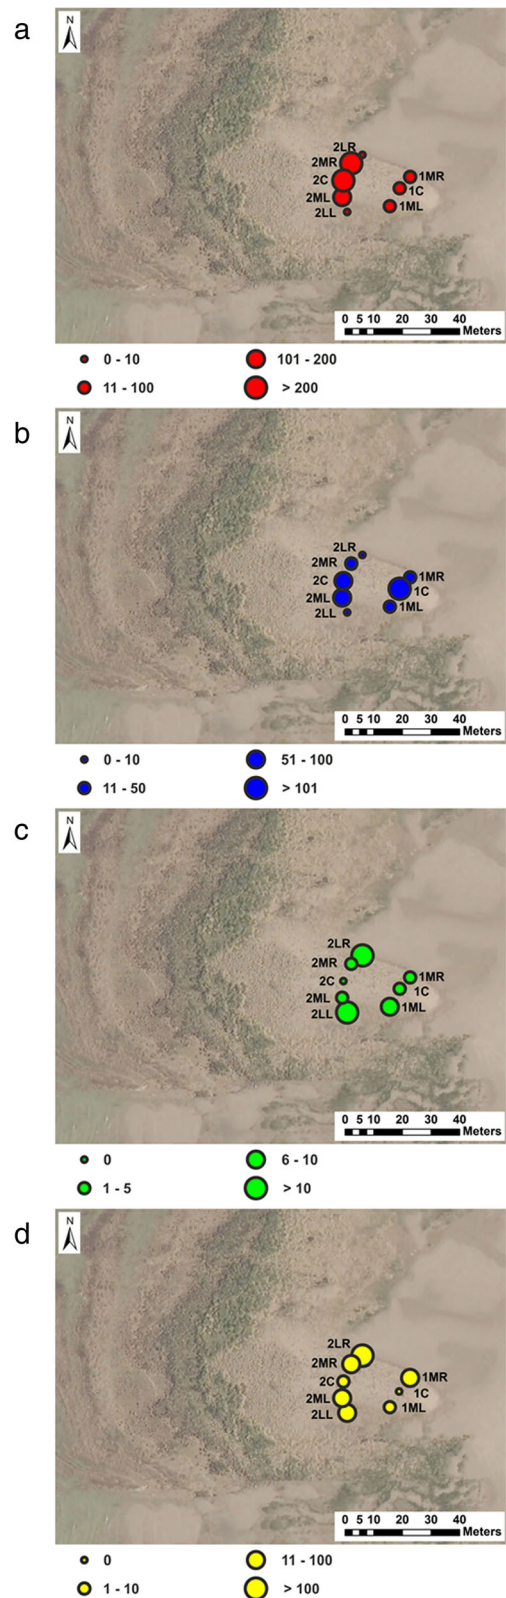 a
N
2LR
2MR
1MR
2C
1C
2ML
1ML
2LL
0 5 10 20 30 40
Meters
0 - 10
101 - 200
11 - 100
> 200
b
N
2LR
2MR
1MR
2C
1C
2ML
1ML
2LL
0 5 10 20 30 40
Meters
0 - 10
51 - 100
11 - 50
> 101
c
N
2LR
2MR
1MR
2C
1C
2ML
1ML
2LL
0 5 10 20 30 40
Meters
0
6 - 10
1 - 5
> 10
d
N
2LR
2MR
1MR
2C
1C
2ML
1ML
2LL
0 5 10 20 30 40
Meters
0
11 - 100
1 - 10
> 100